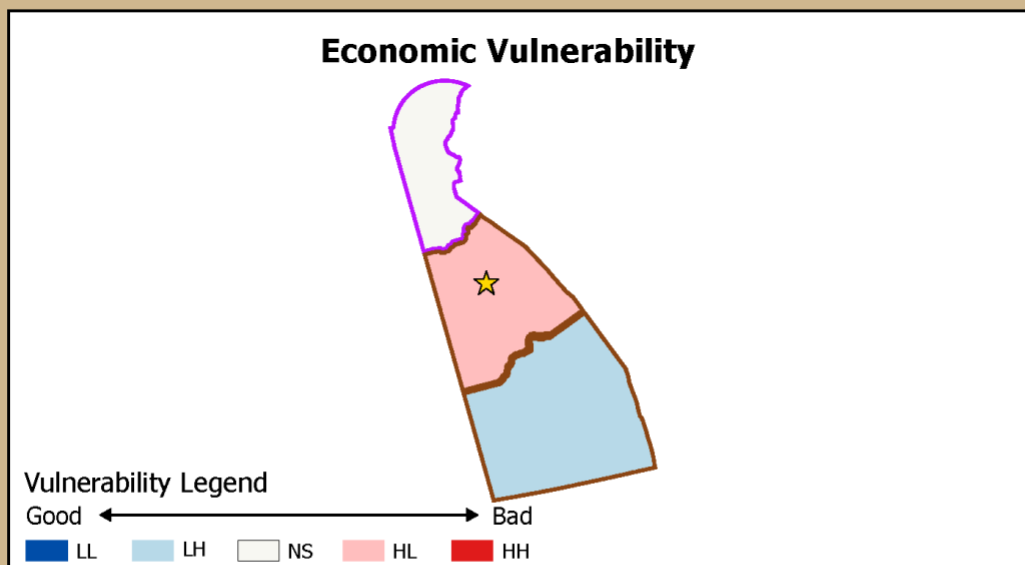 Economic Vulnerability
Vulnerability Legend
Good Bad
LL LH NS HL HH